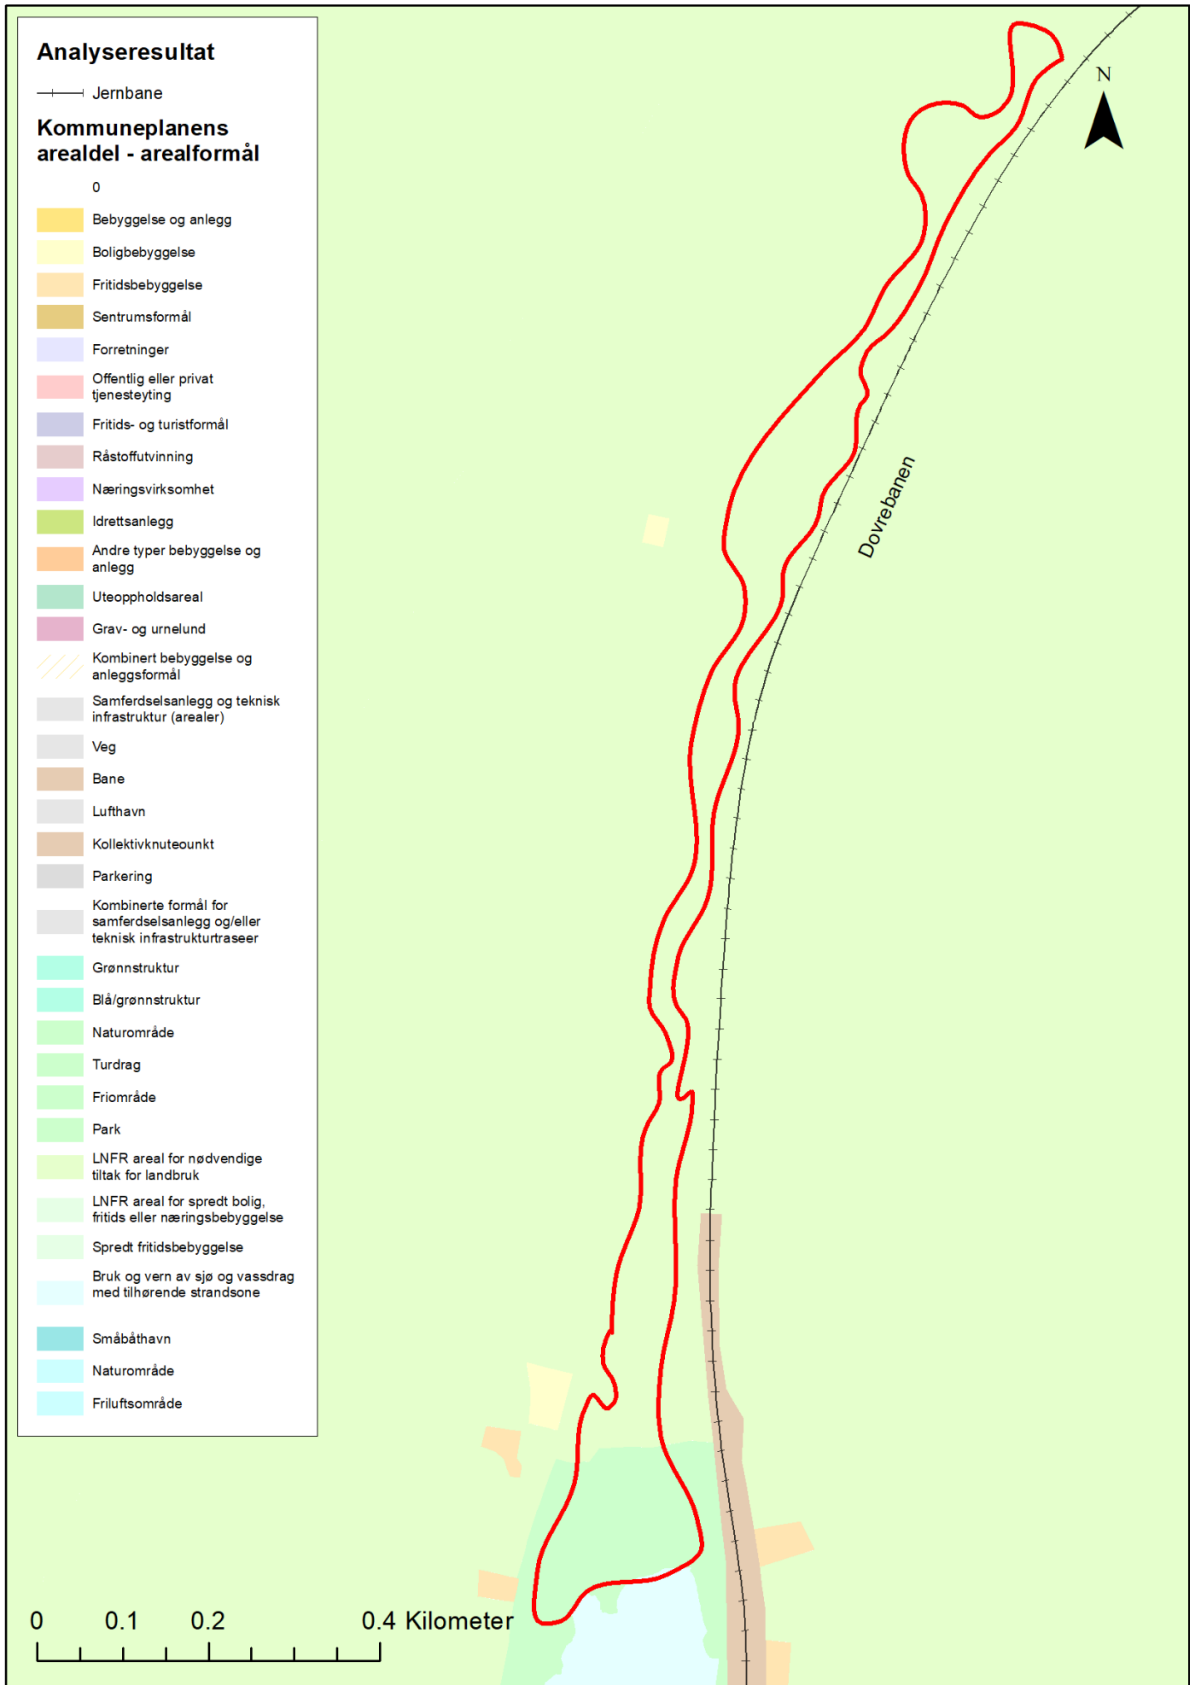 Analyseresultat
Jernbane
Kommuneplanens
arealdel - arealformål
0
Bebyggelse og anlegg
Boligbebyggelse
Fritidsbebyggelse
Sentrumsformål
Forretninger
Offentlig eller privat
tjenesteyting
Fritids- og turistformål
Råstoffutvinning
Næringsvirksomhet
Idrettsanlegg
Andre typer bebyggelse og
anlegg
Uteoppholdsareal
Grav- og urnelund
Kombinert bebyggelse og
anleggsformål
Samferdselsanlegg og teknisk
infrastruktur (arealer)
Veg
Bane
Lufthavn
Kollektivknuteounkt
Parkering
Kombinerte formål for
samferdselsanlegg og/eller
teknisk infrastrukturtraseer
Grønnstruktur
Blå/grønnstruktur
Naturområde
Turdrag
Friområde
Park
LNFR areal for nødvendige
tiltak for landbruk
LNFR areal for spredt bolig,
fritids eller næringsbebyggelse
Spredt fritidsbebyggelse
Bruk og vern av sjø og vassdrag
med tilhørende strandsone
Småbåthavn
Naturområde
Friluftsområde
N
Dovrebanen
0 0.1 0.2 0.4 Kilometer